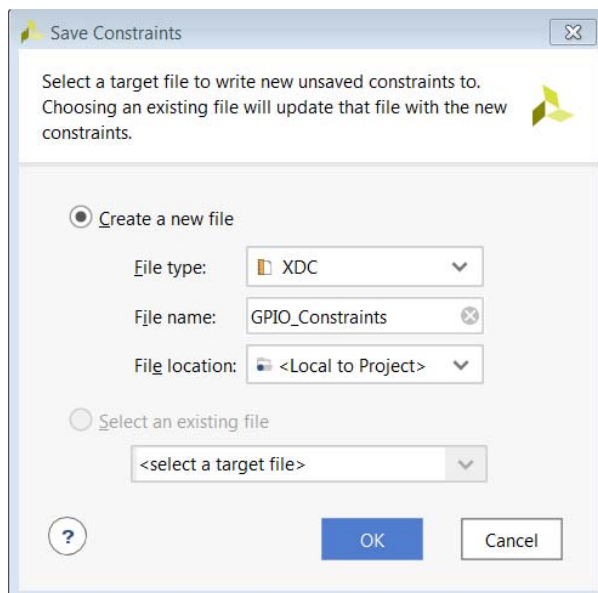 Save Constraints
Select a target file to write new unsaved constraints to.
Choosing an existing file will update that file with the new
constraints.
Create a new file
File type: XDC
File name: GPIO_Constraints
File location: <Local to Project>
Select an existing file
<select a target file>
? OK Cancel